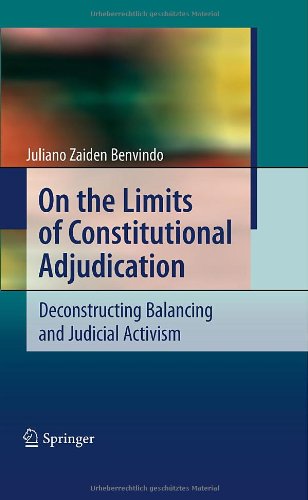 Urheberrechtlich geschütztes Material
Juliano Zaiden Benvindo
On the Limits
of Constitutional
Adjudication
Deconstructing Balancing
and Judicial Activism
Springer
Urheberrechtlich geschütztes Material